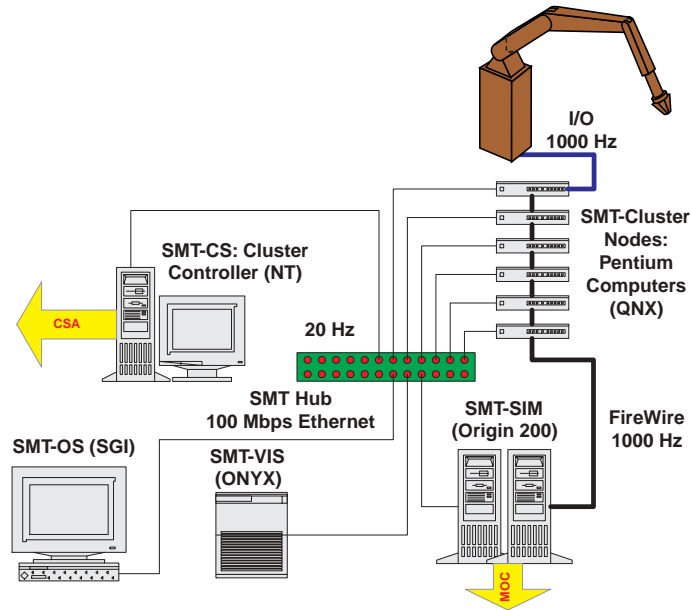 I/O
1000 Hz
SMT-Cluster
Nodes:
Pentium
Computers
(QNX)
SMT-CS: Cluster
Controller (NT)
CSA
20 Hz
SMT Hub
100 Mbps Ethernet
SMT-SIM
(Origin 200)
FireWire
1000 Hz
SMT-OS (SGI)
SMT-VIS
(ONYX)
MOC